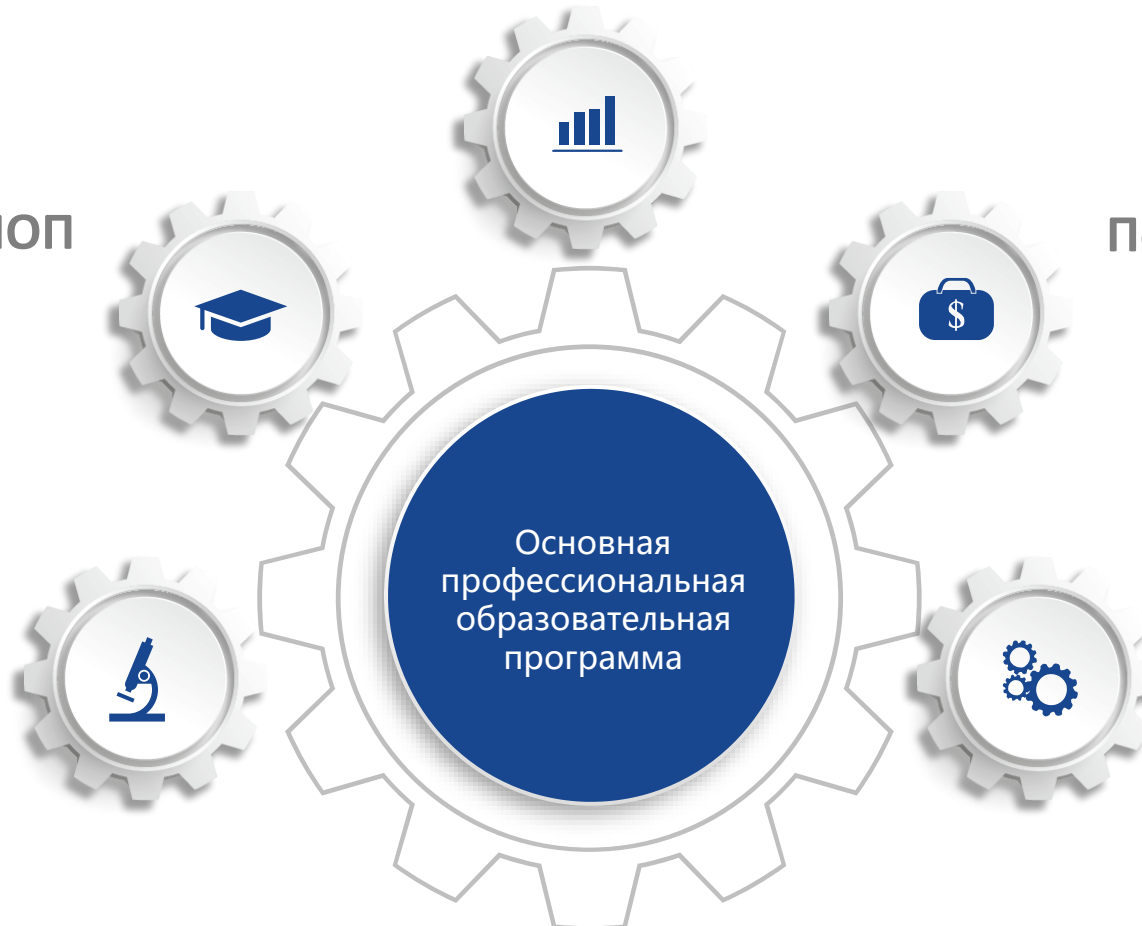 $
Основная
профессиональная
образовательная
программа